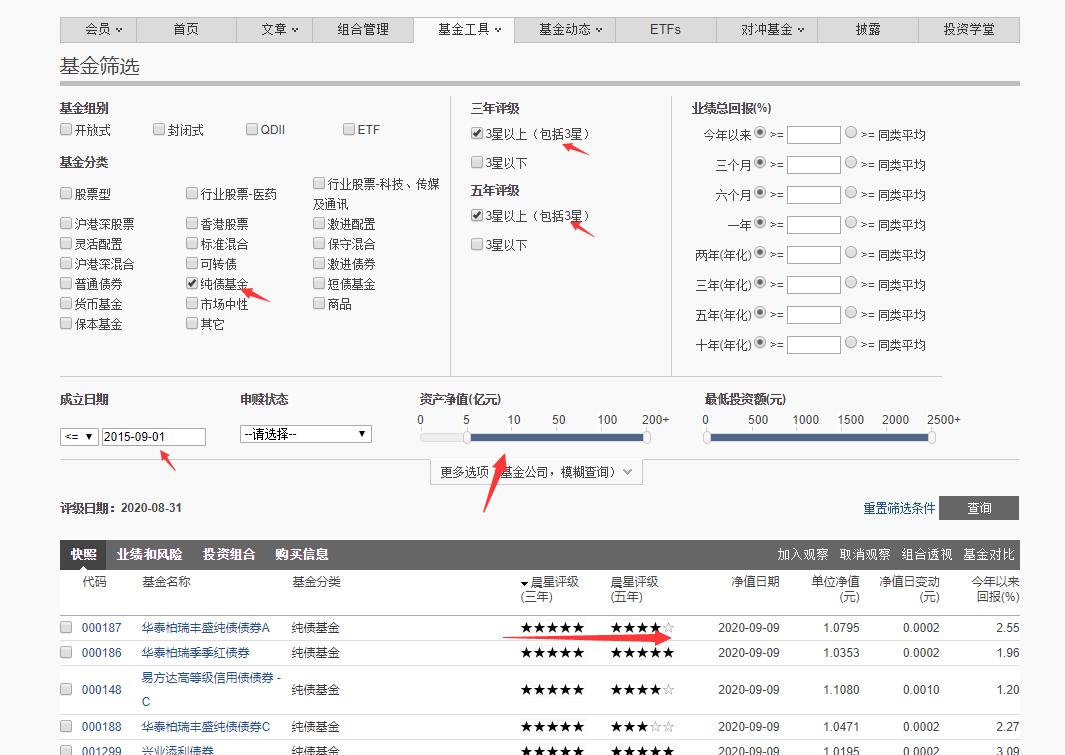 会员 首页 文章 组合管理 基金工具 基金动态 ETFs 对冲基金 披露 投资学堂
基金筛选
基金组别
开放式 封闭式 QDII ETF
基金分类
股票型 行业股票-医药 行业股票-科技、传媒
及通讯
沪港深股票 香港股票 激进配置
灵活配置 标准混合 保守混合
沪港深混合 可转债 激进债券
普通债券 纯债基金 短债基金
货币基金 市场中性 商品
保本基金 其它
三年评级
3星以上（包括3星）
3星以下
五年评级
3星以上（包括3星）
3星以下
业绩总回报(%)
今年以来 >= >= 同类平均
三个月 >= >= 同类平均
六个月 >= >= 同类平均
一年 >= >= 同类平均
两年(年化) >= >= 同类平均
三年(年化) >= >= 同类平均
五年(年化) >= >= 同类平均
十年(年化) >= >= 同类平均
成立日期 申赎状态 资产净值(亿元) 最低投资额(元)
0 5 10 50 100 200+ 0 500 1000 1500 2000 2500+
<= 2015-09-01 --请选择--
更多选项（基金公司，模糊查询）
评级日期：2020-08-31 重置筛选条件 查询
快照 业绩和风险 投资组合 购买信息 加入观察 取消观察 组合透视 基金对比
代码 基金名称 基金分类 晨星评级 晨星评级 净值日期 单位净值 净值日变动 今年以来
(三年) (五年) (元) (元) 回报(%)
000187 华泰柏瑞丰盛纯债债券A 纯债基金 ★★★★★ ★★★★☆ 2020-09-09 1.0795 0.0002 2.55
000186 华泰柏瑞季季红债券 纯债基金 ★★★★★ ★★★★★ 2020-09-09 1.0353 0.0002 1.96
易方达高等级信用债债券 -
000148 纯债基金 ★★★★★ ★★★★☆ 2020-09-09 1.1080 0.0010 1.20
C
000188 华泰柏瑞丰盛纯债债券C 纯债基金 ★★★★★ ★★★☆☆ 2020-09-09 1.0471 0.0002 2.27
001299 兴业添利债券 纯债基金 ★★★★★ ★★★★★ 2020-09-09 1.0195 0.0002 3.09